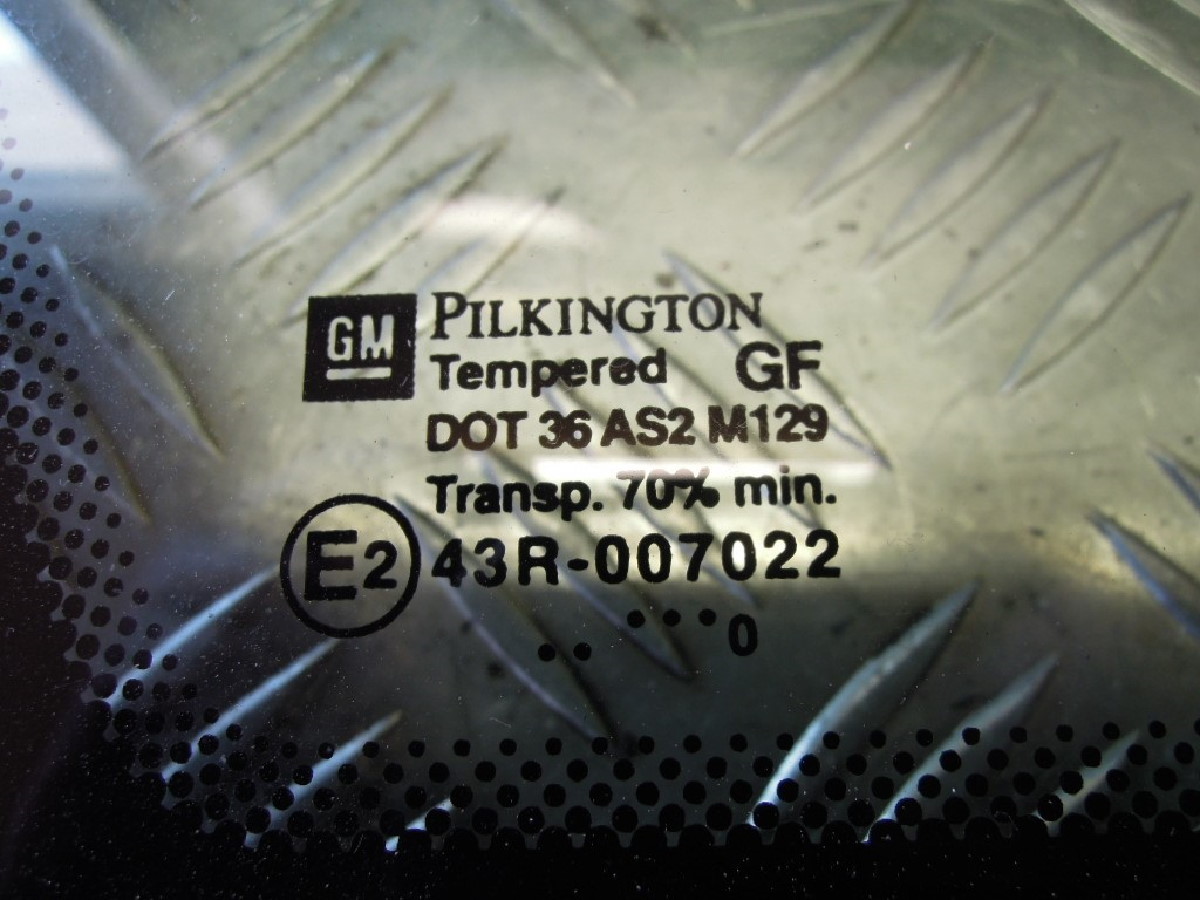 GM PILKINGTON
Tempered GF
DOT 36 AS2 M129
Transp. 70% min.
E2 43R-007022
0